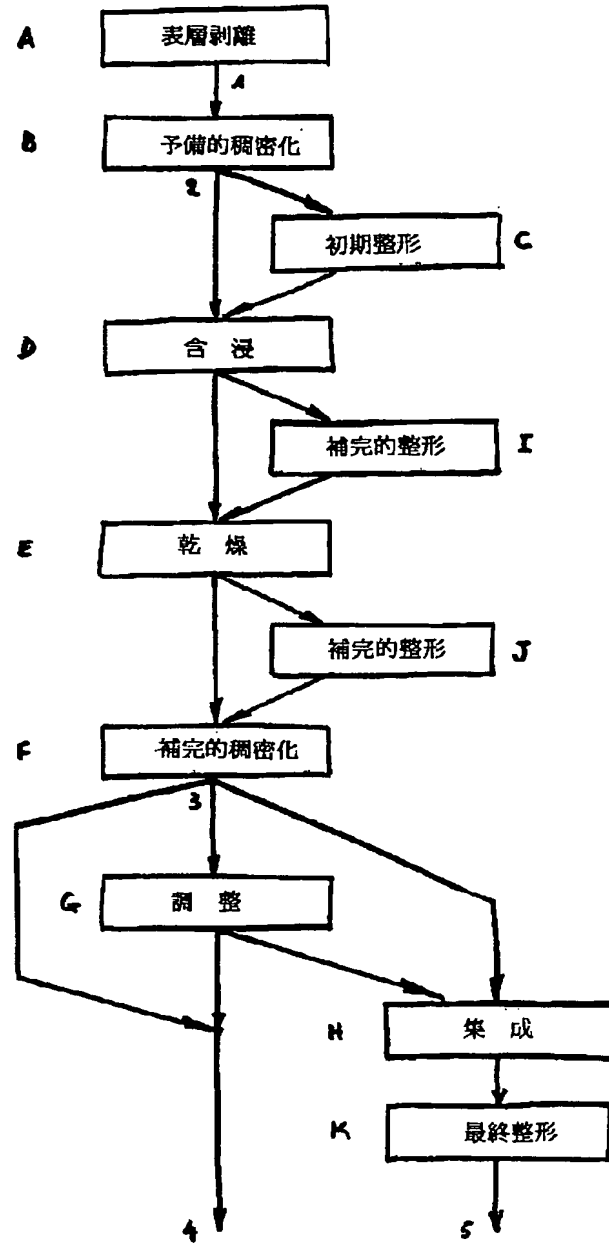 A 表層剥離
1
B 予備的稠密化
2
初期整形 C
D 含浸
補完的整形 I
E 乾燥
補完的整形 J
F 補完的稠密化
3
G 調整
H 集成
K 最終整形
4 5